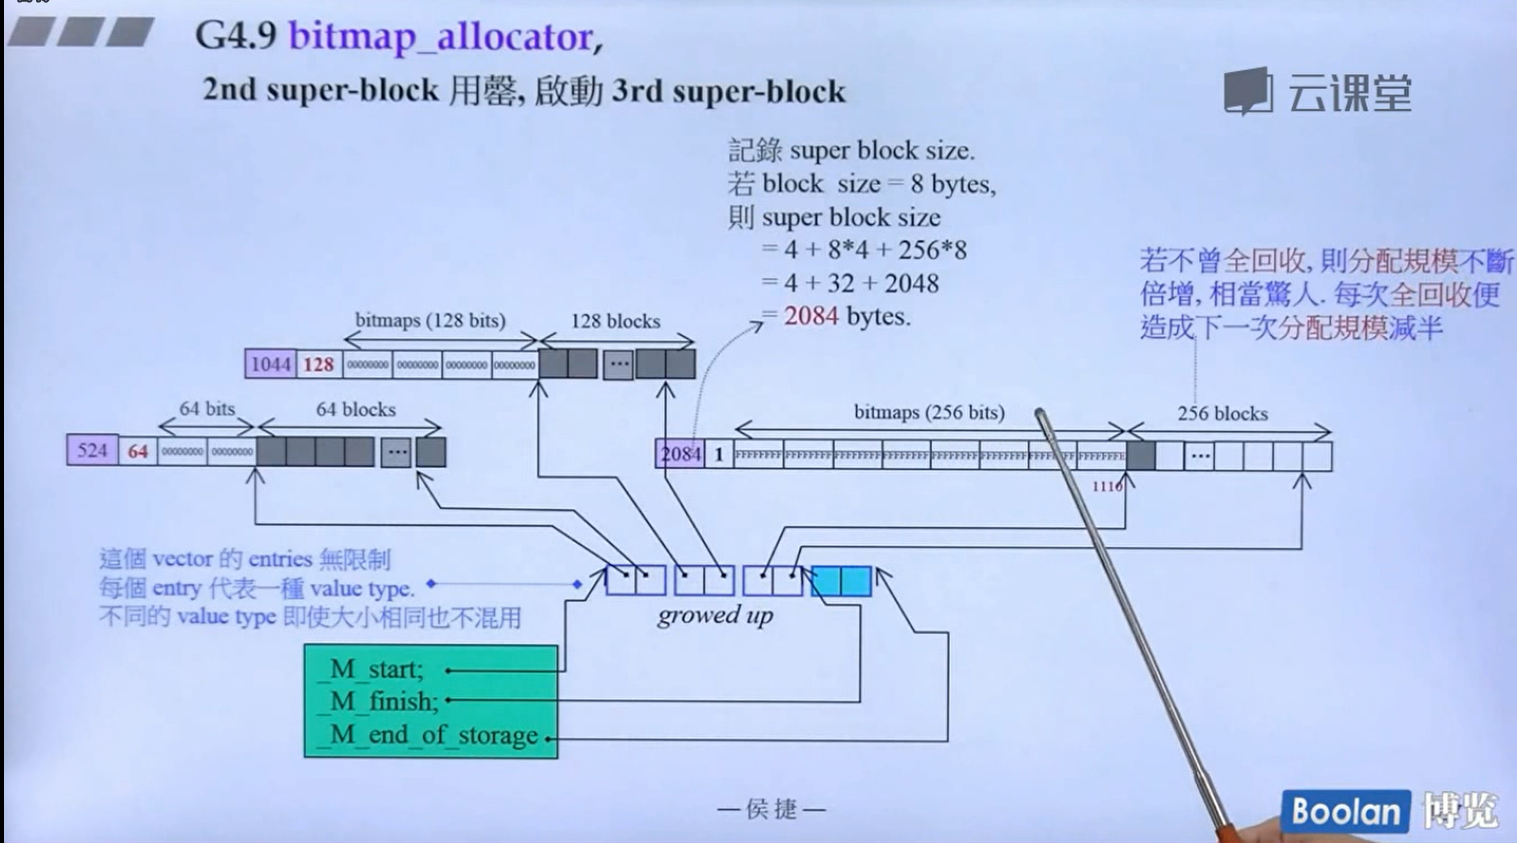 G4.9 bitmap_allocator,
2nd super-block 用罄, 啟動 3rd super-block
云课堂
記錄 super block size.
若 block size = 8 bytes,
則 super block size
= 4 + 8*4 + 256*8
= 4 + 32 + 2048
= 2084 bytes.
若不曾全回收, 則分配規模不斷
倍增, 相當驚人. 每次全回收便
造成下一次分配規模減半
bitmaps (128 bits) 128 blocks
1044 128 00000000 00000000 00000000 00000000 ...
64 bits 64 blocks
524 64 00000000 00000000 ...
bitmaps (256 bits) 256 blocks
2084 1 FFFFFFFF FFFFFFFF FFFFFFFF FFFFFFFF FFFFFFFF FFFFFFFF FFFFFFFF FFFFFFFE ...
1110
這個 vector 的 entries 無限制
每個 entry 代表一種 value type.
不同的 value type 即使大小相同也不混用
growed up
_M_start;
_M_finish;
_M_end_of_storage
—侯捷—
Boolan 博览